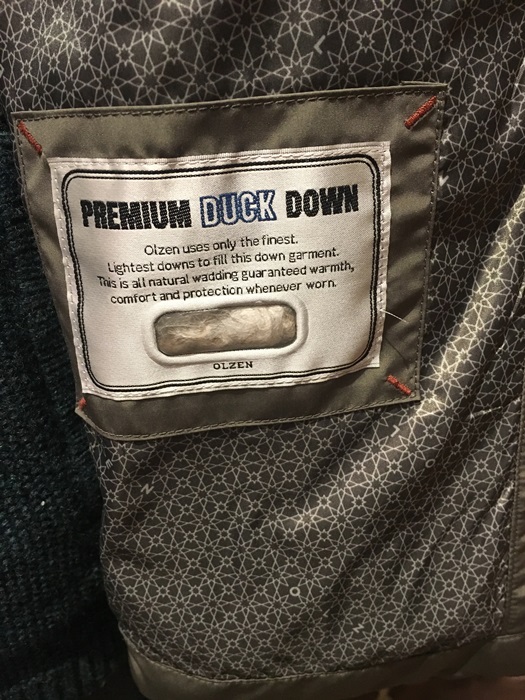 PREMIUM DUCK DOWN
Olzen uses only the finest.
Lightest downs to fill this down garment.
This is all natural wadding guaranteed warmth,
comfort and protection whenever worn.
OLZEN